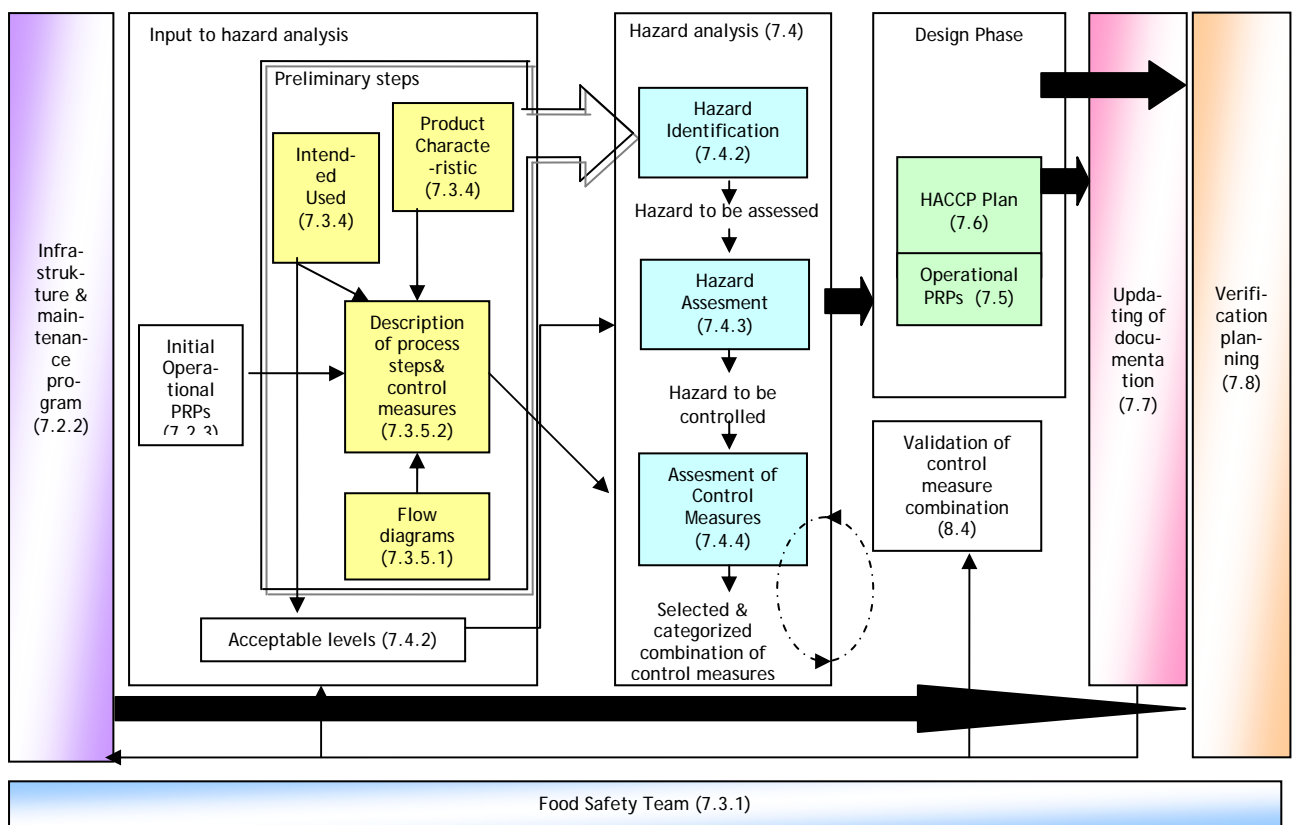 Infra-
struk-
ture &
main-
tenan-
ce
pro-
gram
(7.2.2)
Input to hazard analysis
Preliminary steps
Intend-
ed
Used
(7.3.4)
Product
Characte
-ristic
(7.3.4)
Initial
Opera-
tional
PRPs
(7.2.3)
Description
of process
steps&
control
measures
(7.3.5.2)
Flow
diagrams
(7.3.5.1)
Acceptable levels (7.4.2)
Hazard analysis (7.4)
Hazard
Identification
(7.4.2)
Hazard to be assessed
Hazard
Assesment
(7.4.3)
Hazard to be
controlled
Assesment of
Control
Measures
(7.4.4)
Selected &
categorized
combination of
control measures
Design Phase
HACCP Plan
(7.6)
Operational
PRPs (7.5)
Validation of
control
measure
combination
(8.4)
Upda-
ting of
docu-
menta
tion
(7.7)
Verifi-
cation
plan-
ning
(7.8)
Food Safety Team (7.3.1)